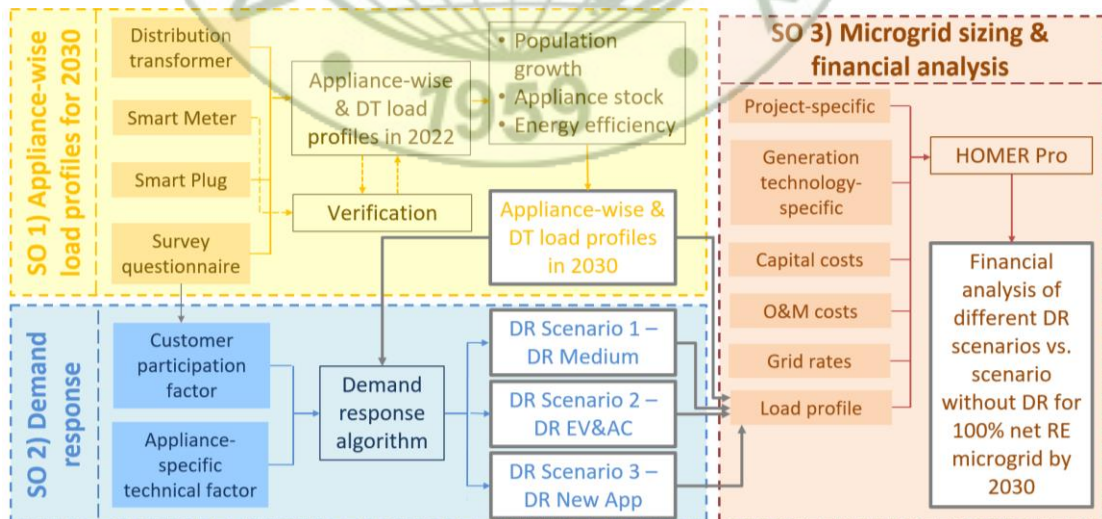 SO 1) Appliance-wise
load profiles for 2030
Distribution
transformer
Smart Meter
Smart Plug
Survey
questionnaire
Appliance-wise
& DT load
profiles in 2022
Verification
• Population
growth
• Appliance stock
• Energy efficiency
Appliance-wise &
DT load profiles
in 2030
1959
SO 2) Demand
response
Customer
participation
factor
Appliance-
specific
technical factor
Demand
response
algorithm
DR Scenario 1 –
DR Medium
DR Scenario 2 –
DR EV&AC
DR Scenario 3 –
DR New App
SO 3) Microgrid sizing &
financial analysis
Project-specific
Generation
technology-
specific
Capital costs
O&M costs
Grid rates
Load profile
HOMER Pro
Financial
analysis of
different DR
scenarios vs.
scenario
without DR for
100% net RE
microgrid by
2030